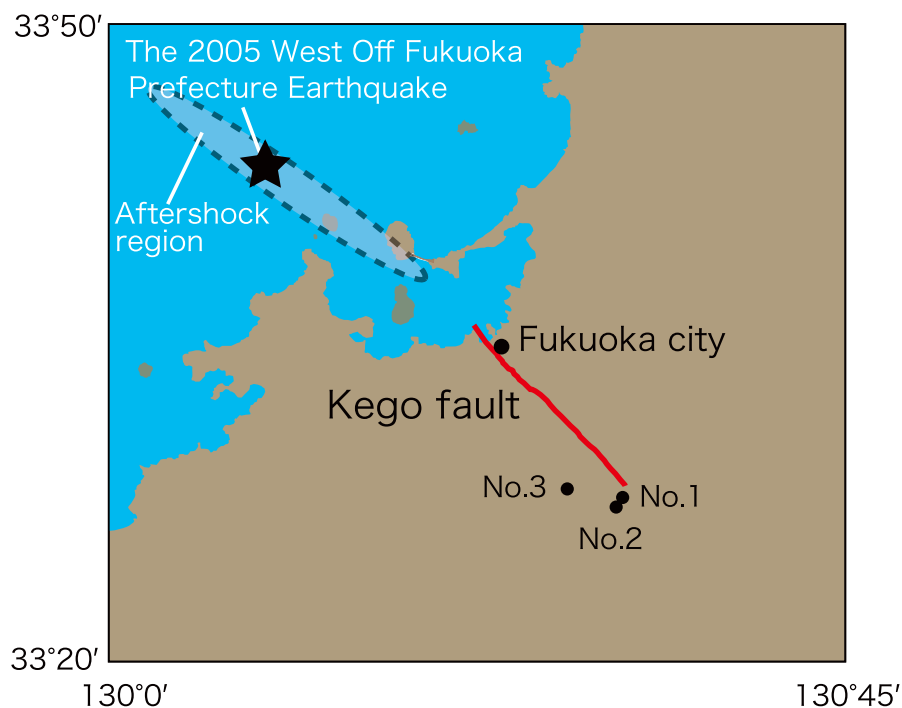 33°50′
The 2005 West Off Fukuoka
Prefecture Earthquake
Aftershock
region
Fukuoka city
Kego fault
No.3
No.1
No.2
33°20′
130°0′
130°45′